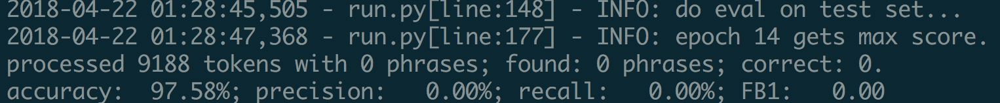 2018-04-22 01:28:45,505 - run.py[line:148] - INFO: do eval on test set...
2018-04-22 01:28:47,368 - run.py[line:177] - INFO: epoch 14 gets max score.
processed 9188 tokens with 0 phrases; found: 0 phrases; correct: 0.
accuracy:  97.58%; precision:   0.00%; recall:   0.00%; FB1:   0.00